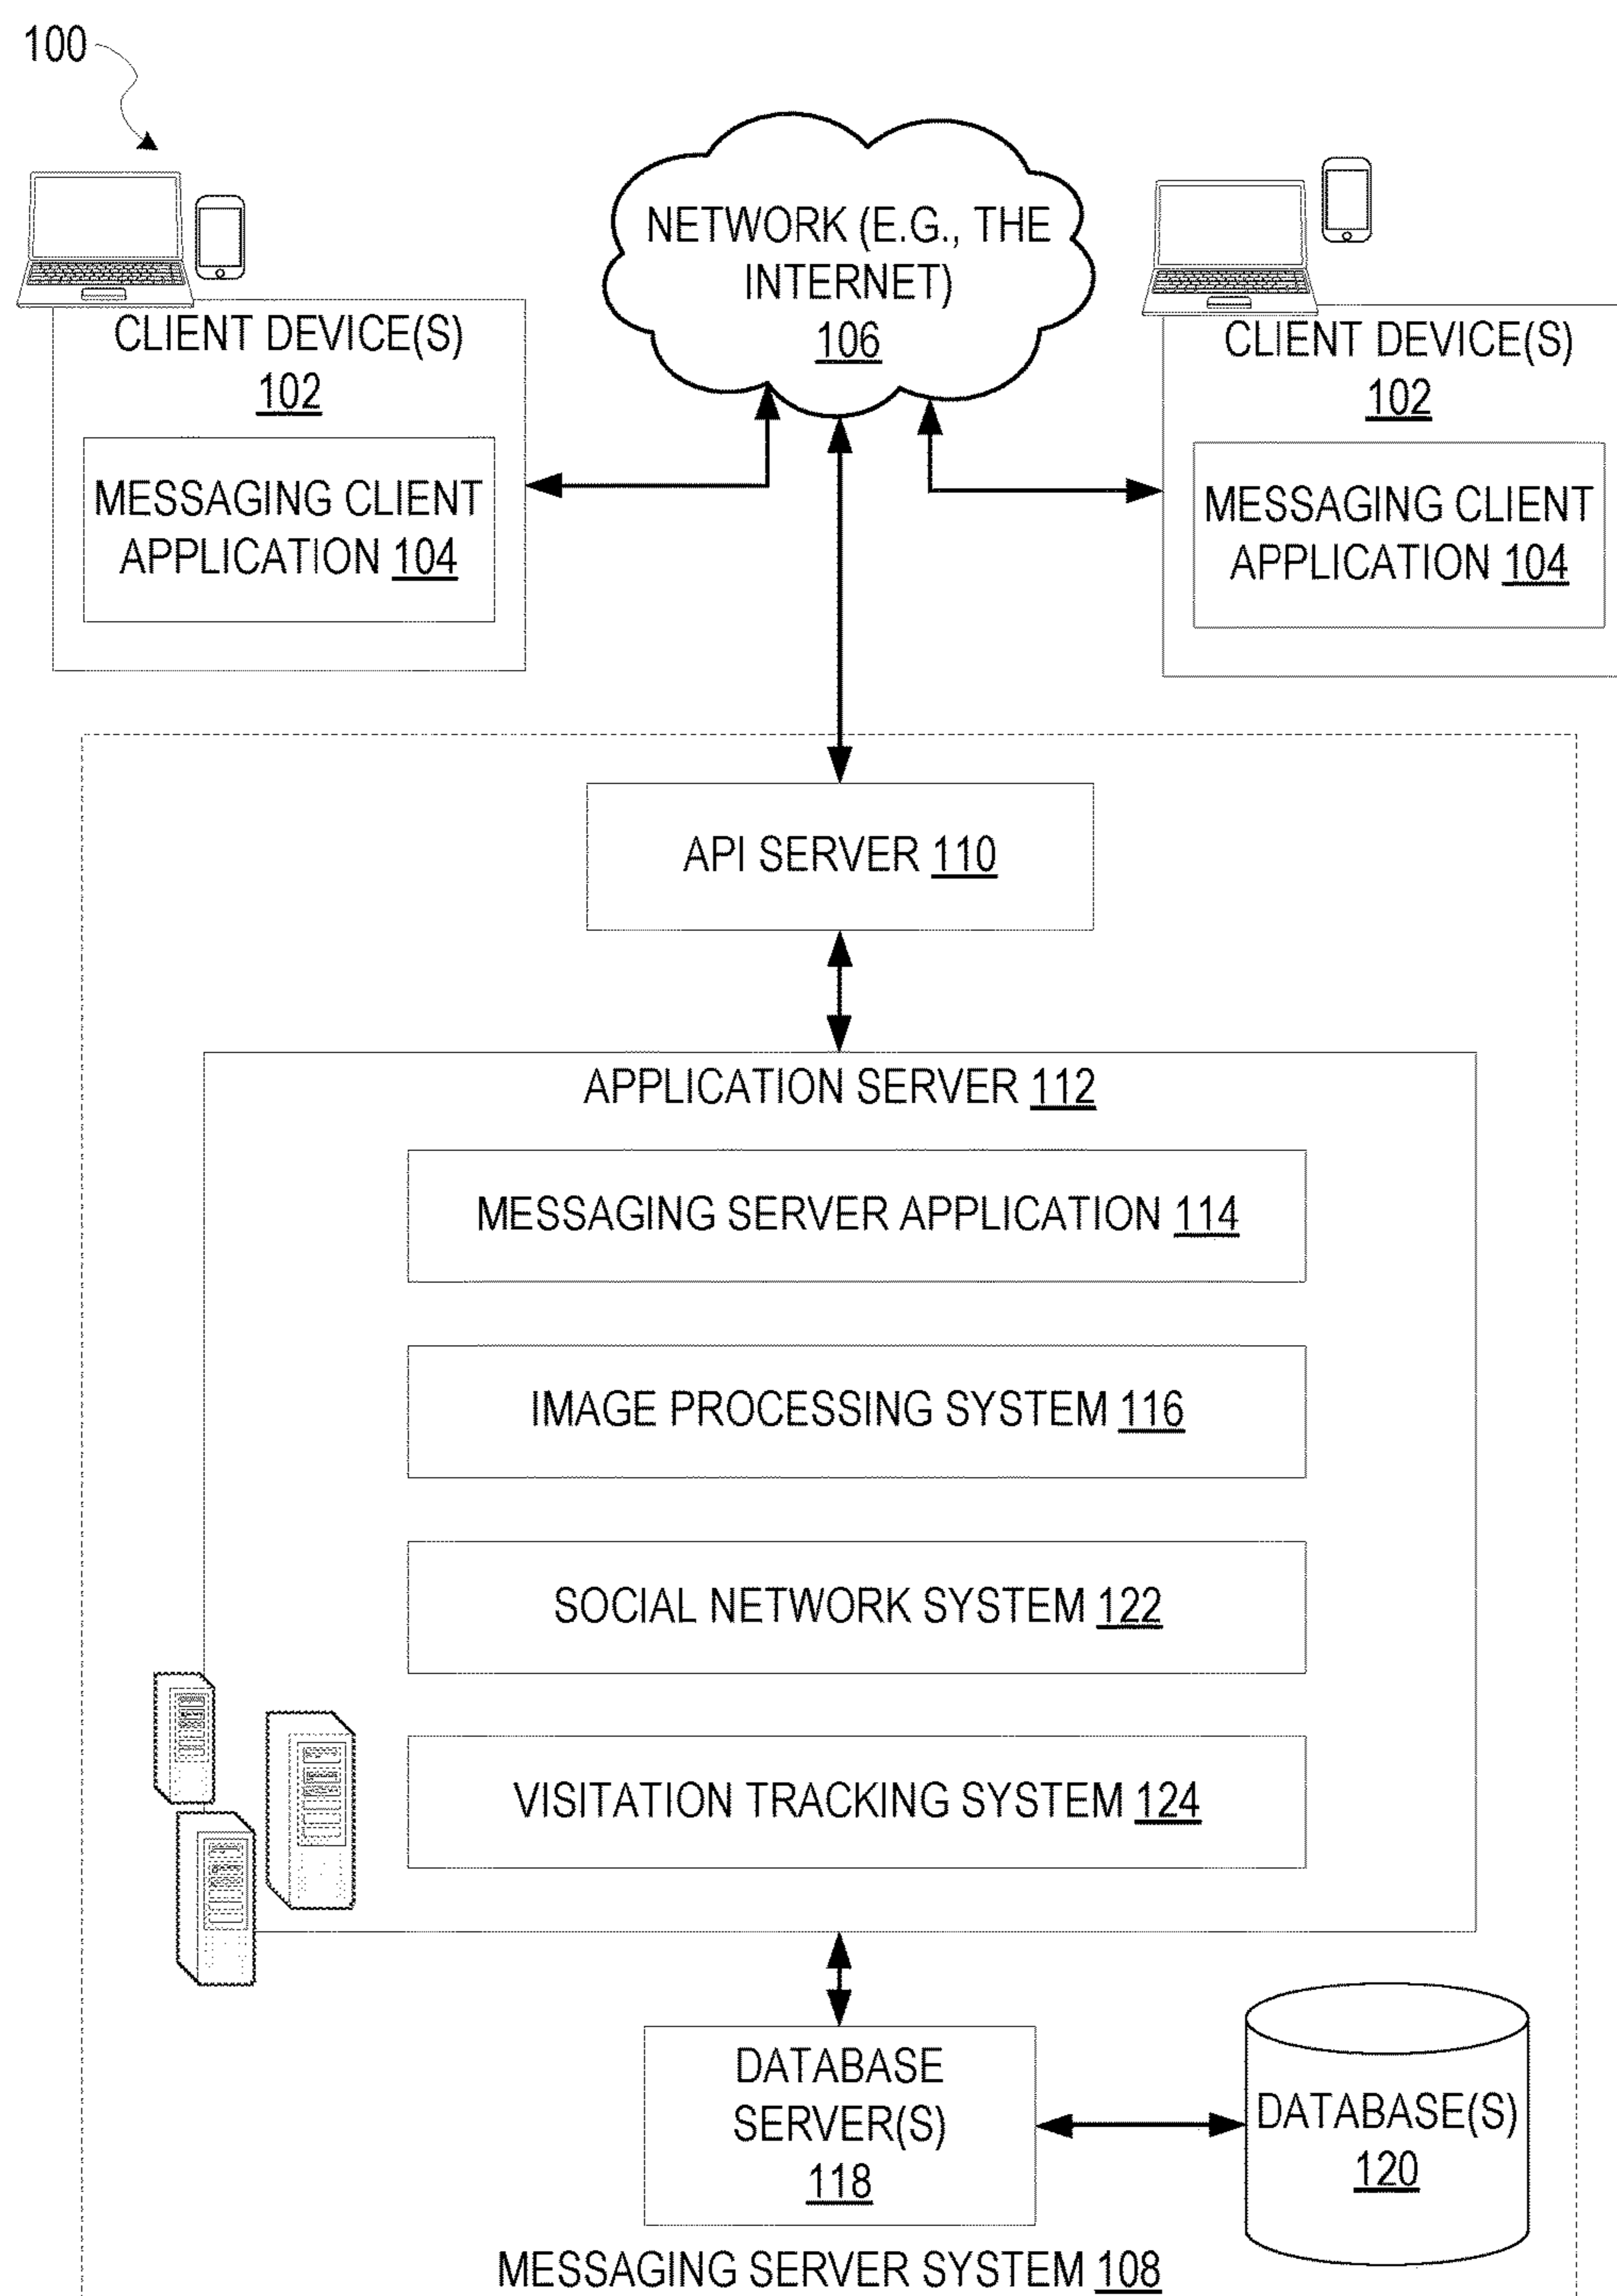 100
NETWORK (E.G., THE
INTERNET)
106
CLIENT DEVICE(S)
102
MESSAGING CLIENT
APPLICATION 104
CLIENT DEVICE(S)
102
MESSAGING CLIENT
APPLICATION 104
API SERVER 110
APPLICATION SERVER 112
MESSAGING SERVER APPLICATION 114
IMAGE PROCESSING SYSTEM 116
SOCIAL NETWORK SYSTEM 122
VISITATION TRACKING SYSTEM 124
DATABASE
SERVER(S)
118
DATABASE(S)
120
MESSAGING SERVER SYSTEM 108